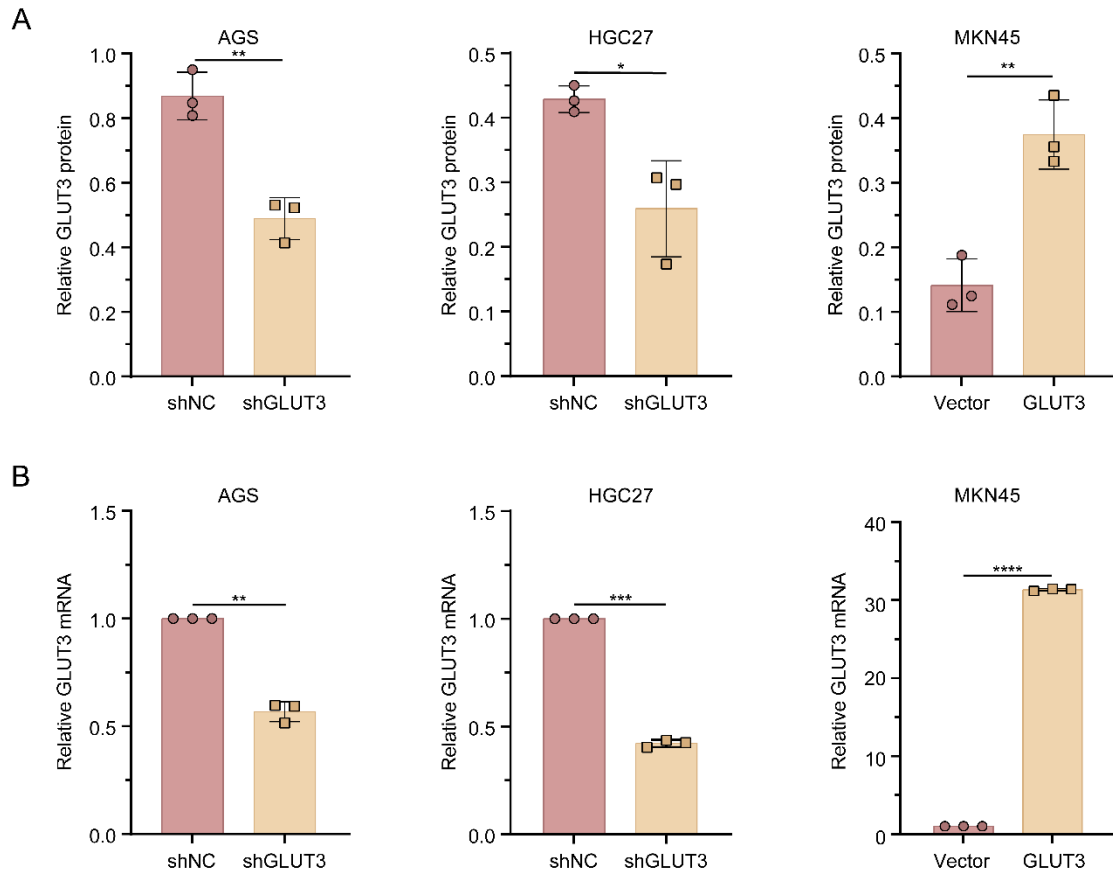 A
AGS
**
Relative GLUT3 protein
1.0
0.8
0.6
0.4
0.2
0.0
shNC shGLUT3
HGC27
*
Relative GLUT3 protein
0.5
0.4
0.3
0.2
0.1
0.0
shNC shGLUT3
MKN45
**
Relative GLUT3 protein
0.5
0.4
0.3
0.2
0.1
0.0
Vector GLUT3
B
AGS
**
Relative GLUT3 mRNA
1.5
1.0
0.5
0.0
shNC shGLUT3
HGC27
***
Relative GLUT3 mRNA
1.5
1.0
0.5
0.0
shNC shGLUT3
MKN45
****
Relative GLUT3 mRNA
40
30
20
10
0
Vector GLUT3